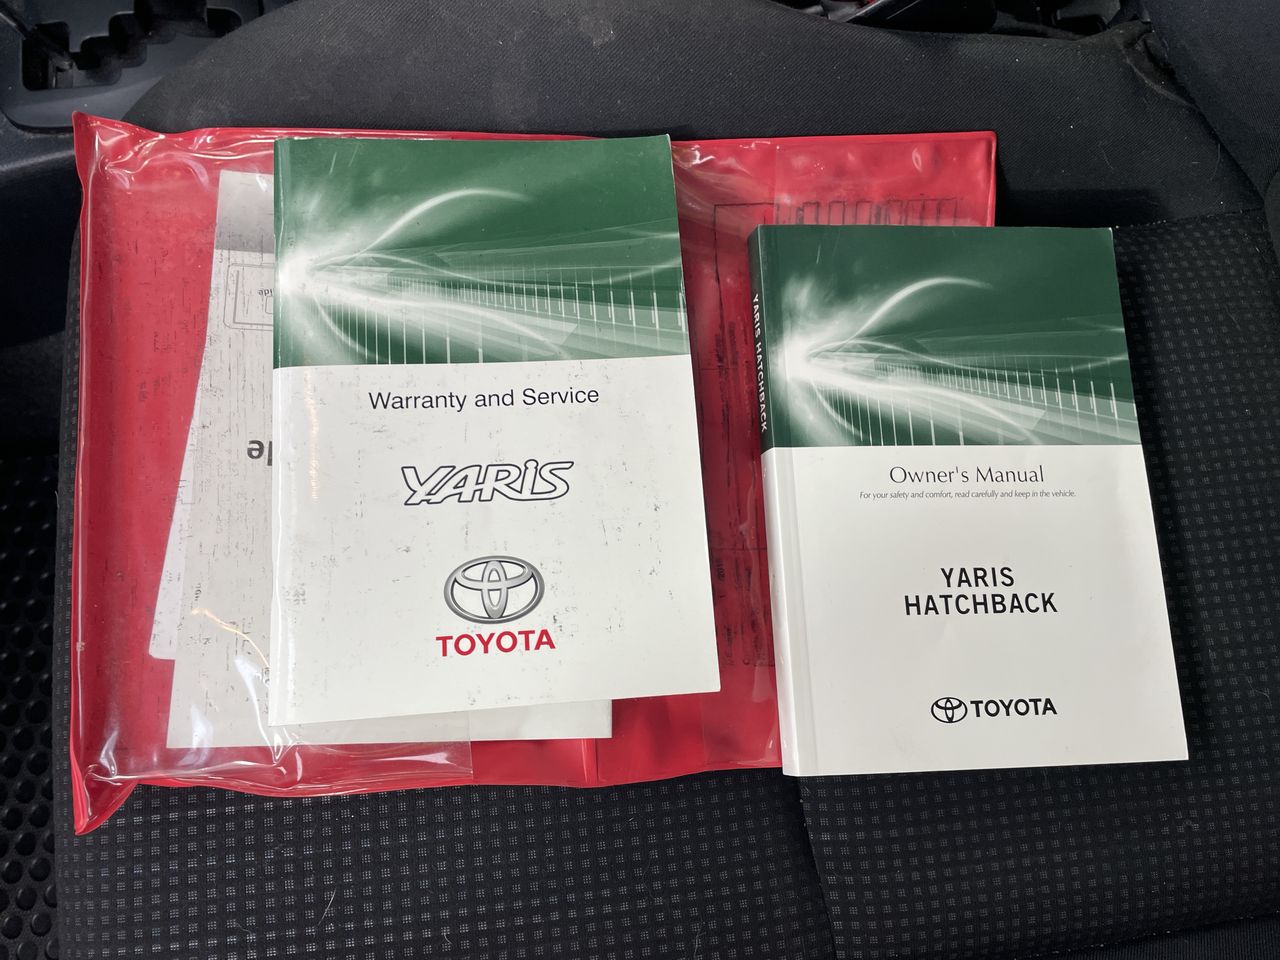 Warranty and Service
YARIS
TOYOTA
YARIS HATCHBACK
Owner's Manual
For your safety and comfort, read carefully and keep in the vehicle.
YARIS
HATCHBACK
TOYOTA